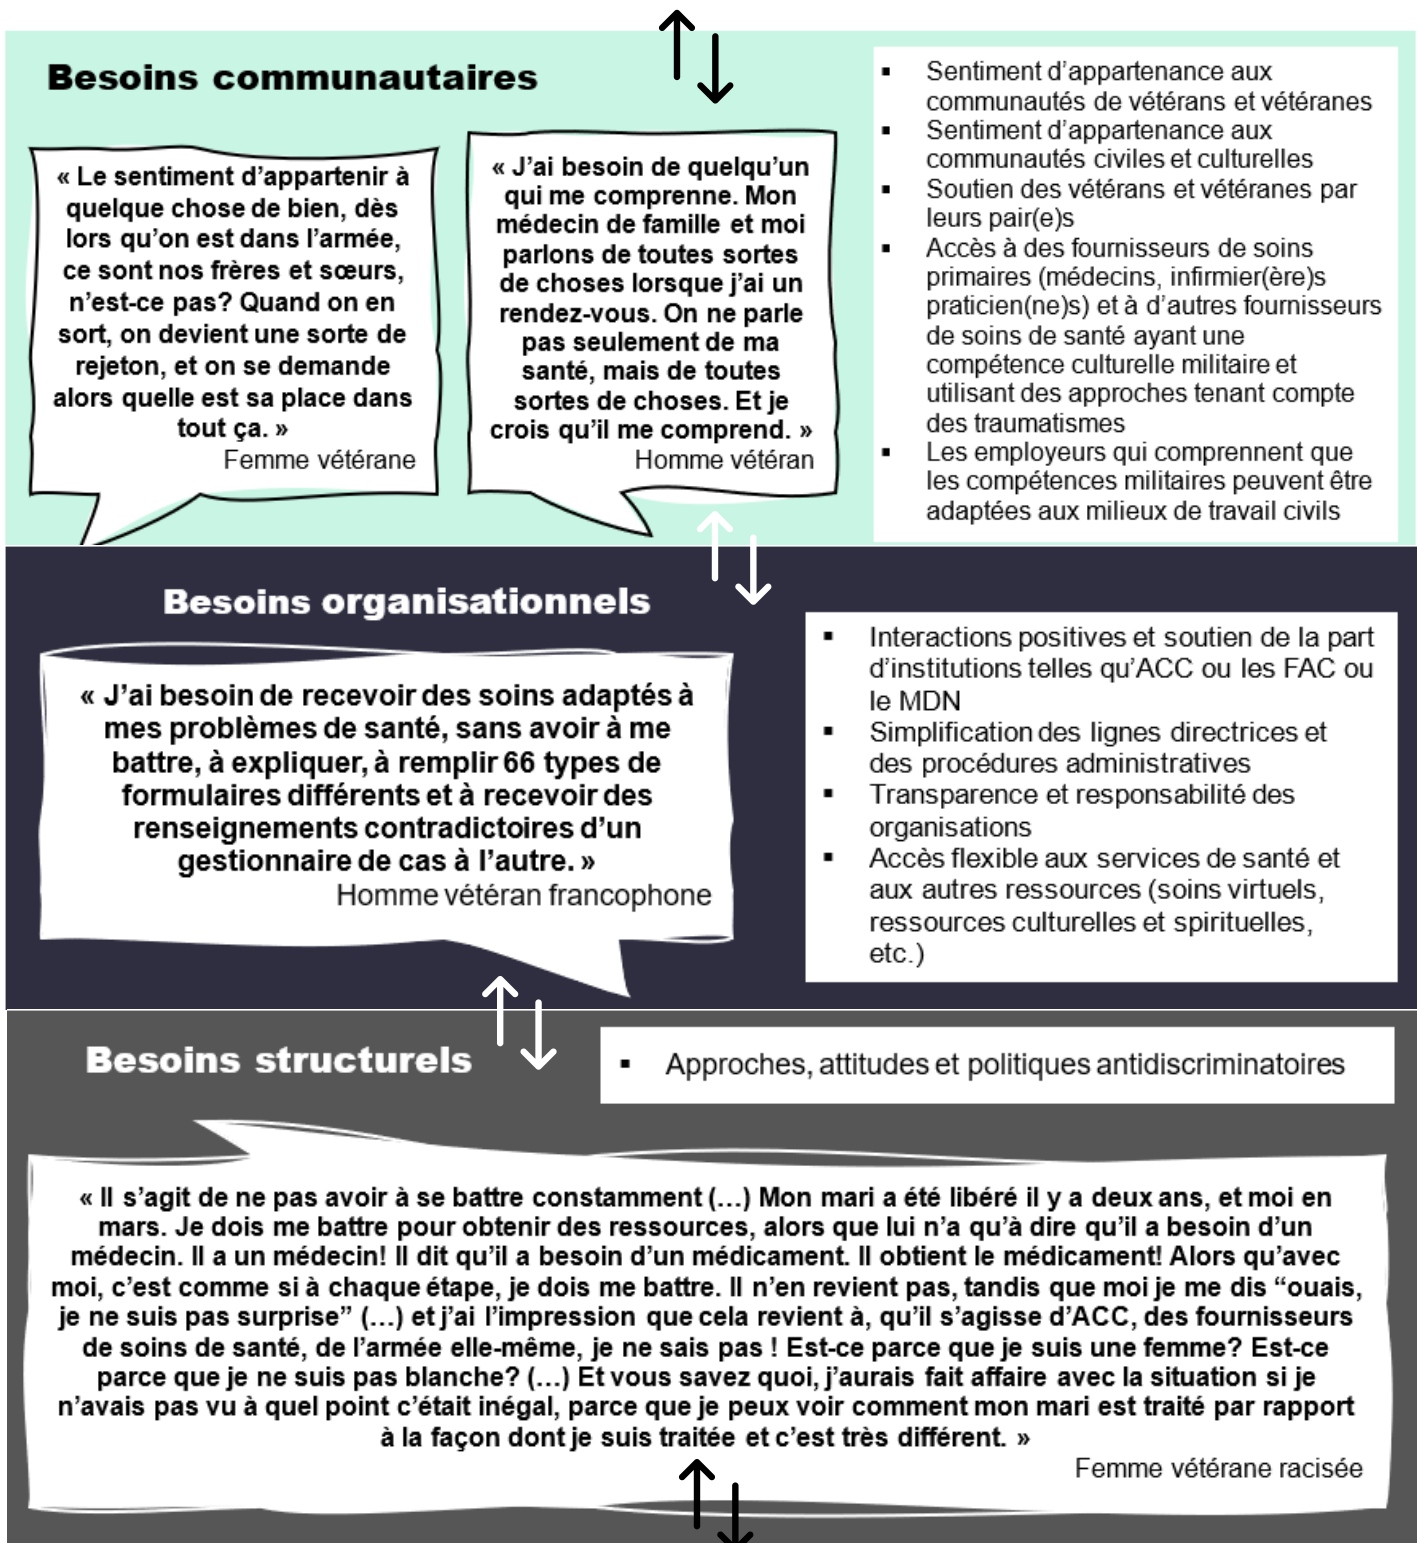 Besoins communautaires
« Le sentiment d’appartenir à
quelque chose de bien, dès
lors qu’on est dans l’armée,
ce sont nos frères et sœurs,
n’est-ce pas? Quand on en
sort, on devient une sorte de
rejeton, et on se demande
alors quelle est sa place dans
tout ça. »
Femme vétérane
« J’ai besoin de quelqu’un
qui me comprenne. Mon
médecin de famille et moi
parlons de toutes sortes
de choses lorsque j’ai un
rendez-vous. On ne parle
pas seulement de ma
santé, mais de toutes
sortes de choses. Et je
crois qu’il me comprend. »
Homme vétéran
▪ Sentiment d’appartenance aux
communautés de vétérans et vétéranes
▪ Sentiment d’appartenance aux
communautés civiles et culturelles
▪ Soutien des vétérans et vétéranes par
leurs pair(e)s
▪ Accès à des fournisseurs de soins
primaires (médecins, infirmier(ère)s
praticien(ne)s) et à d’autres fournisseurs
de soins de santé ayant une
compétence culturelle militaire et
utilisant des approches tenant compte
des traumatismes
▪ Les employeurs qui comprennent que
les compétences militaires peuvent être
adaptées aux milieux de travail civils
Besoins organisationnels
« J’ai besoin de recevoir des soins adaptés à
mes problèmes de santé, sans avoir à me
battre, à expliquer, à remplir 66 types de
formulaires différents et à recevoir des
renseignements contradictoires d’un
gestionnaire de cas à l’autre. »
Homme vétéran francophone
▪ Interactions positives et soutien de la part
d’institutions telles qu’ACC ou les FAC ou
le MDN
▪ Simplification des lignes directrices et
des procédures administratives
▪ Transparence et responsabilité des
organisations
▪ Accès flexible aux services de santé et
aux autres ressources (soins virtuels,
ressources culturelles et spirituelles,
etc.)
Besoins structurels
▪ Approches, attitudes et politiques antidiscriminatoires
« Il s’agit de ne pas avoir à se battre constamment (…) Mon mari a été libéré il y a deux ans, et moi en
mars. Je dois me battre pour obtenir des ressources, alors que lui n’a qu’à dire qu’il a besoin d’un
médecin. Il a un médecin! Il dit qu’il a besoin d’un médicament. Il obtient le médicament! Alors qu’avec
moi, c’est comme si à chaque étape, je dois me battre. Il n’en revient pas, tandis que moi je me dis “ouais,
je ne suis pas surprise” (…) et j’ai l’impression que cela revient à, qu’il s’agisse d’ACC, des fournisseurs
de soins de santé, de l’armée elle-même, je ne sais pas ! Est-ce parce que je suis une femme? Est-ce
parce que je ne suis pas blanche? (…) Et vous savez quoi, j’aurais fait affaire avec la situation si je
n’avais pas vu à quel point c’était inégal, parce que je peux voir comment mon mari est traité par rapport
à la façon dont je suis traitée et c’est très différent. »
Femme vétérane racisée